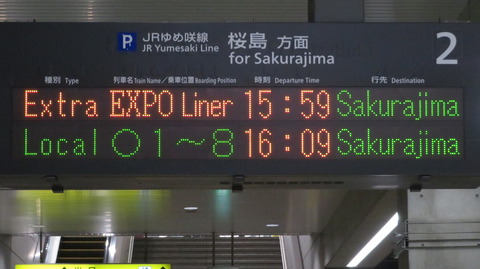 P JRゆめ咲線 桜島 方面 2
JR Yumesaki Line for Sakurajima
種別 Type 列車名 Train Name／乗車位置 Boarding Position 時刻 Departure Time 行先 Destination
Extra EXPO Liner 15:59 Sakurajima
Local ○1～8 16:09 Sakurajima